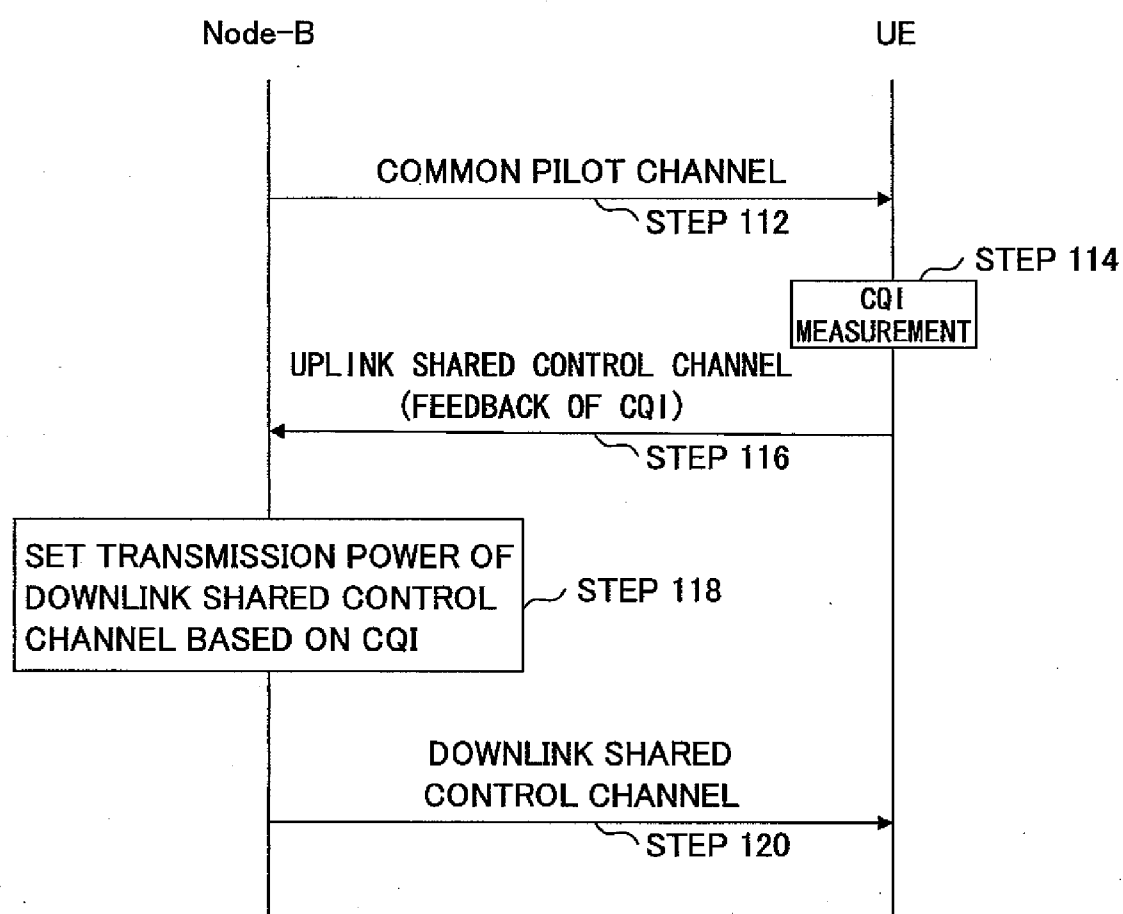 Node-B
UE
COMMON PILOT CHANNEL
STEP 112
STEP 114
CQI
MEASUREMENT
UPLINK SHARED CONTROL CHANNEL
(FEEDBACK OF CQI)
STEP 116
SET TRANSMISSION POWER OF
DOWNLINK SHARED CONTROL
CHANNEL BASED ON CQI
STEP 118
DOWNLINK SHARED
CONTROL CHANNEL
STEP 120